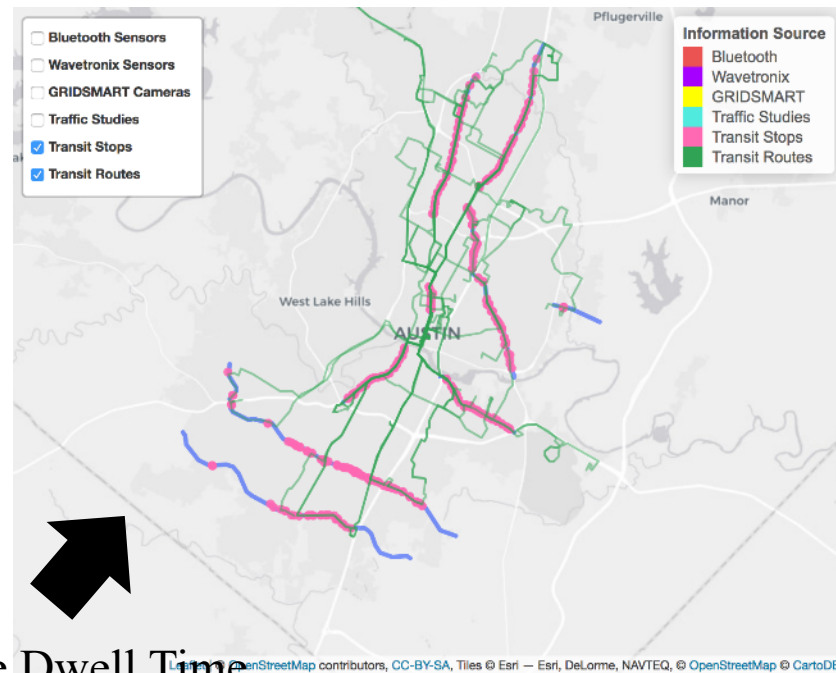 Bluetooth Sensors
Wavetronix Sensors
GRIDSMART Cameras
Traffic Studies
Transit Stops
Transit Routes
Pflugerville
Information Source
Bluetooth
Wavetronix
GRIDSMART
Traffic Studies
Transit Stops
Transit Routes
Manor
West Lake Hills
AUSTIN
Dwell Time
OpenStreetMap contributors, CC-BY-SA, Tiles © Esri — Esri, DeLorme, NAVTEQ, © OpenStreetMap © CartoDB